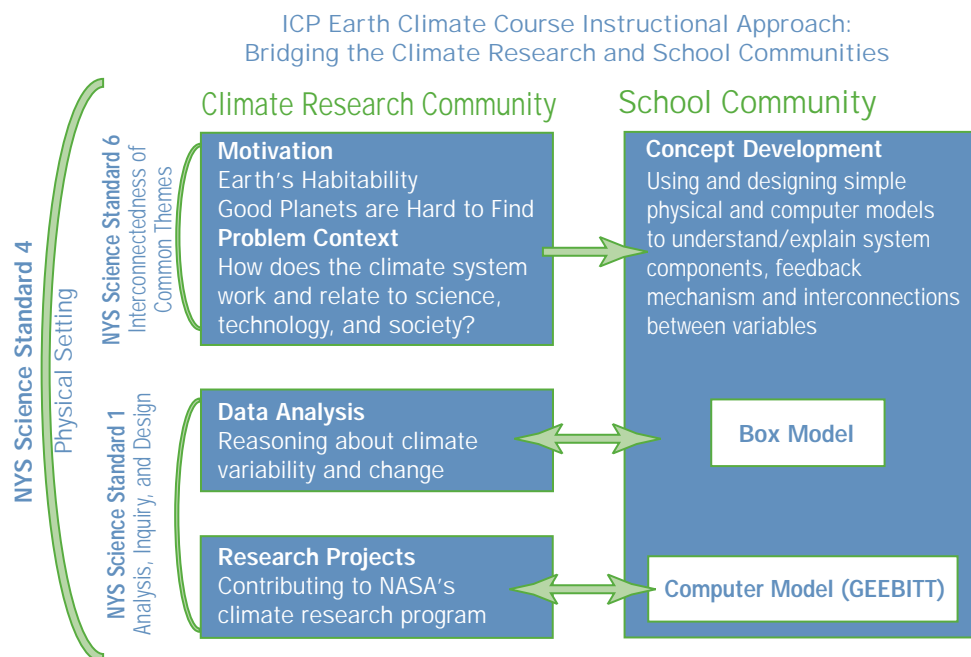 ICP Earth Climate Course Instructional Approach:
Bridging the Climate Research and School Communities
NYS Science Standard 4
Physical Setting
NYS Science Standard 6
Interconnectedness of
Common Themes
NYS Science Standard 1
Analysis, Inquiry, and Design
Climate Research Community
Motivation
Earth's Habitability
Good Planets are Hard to Find
Problem Context
How does the climate system
work and relate to science,
technology, and society?
Data Analysis
Reasoning about climate
variability and change
Research Projects
Contributing to NASA's
climate research program
School Community
Concept Development
Using and designing simple
physical and computer models
to understand/explain system
components, feedback
mechanism and interconnections
between variables
Box Model
Computer Model (GEEBITT)